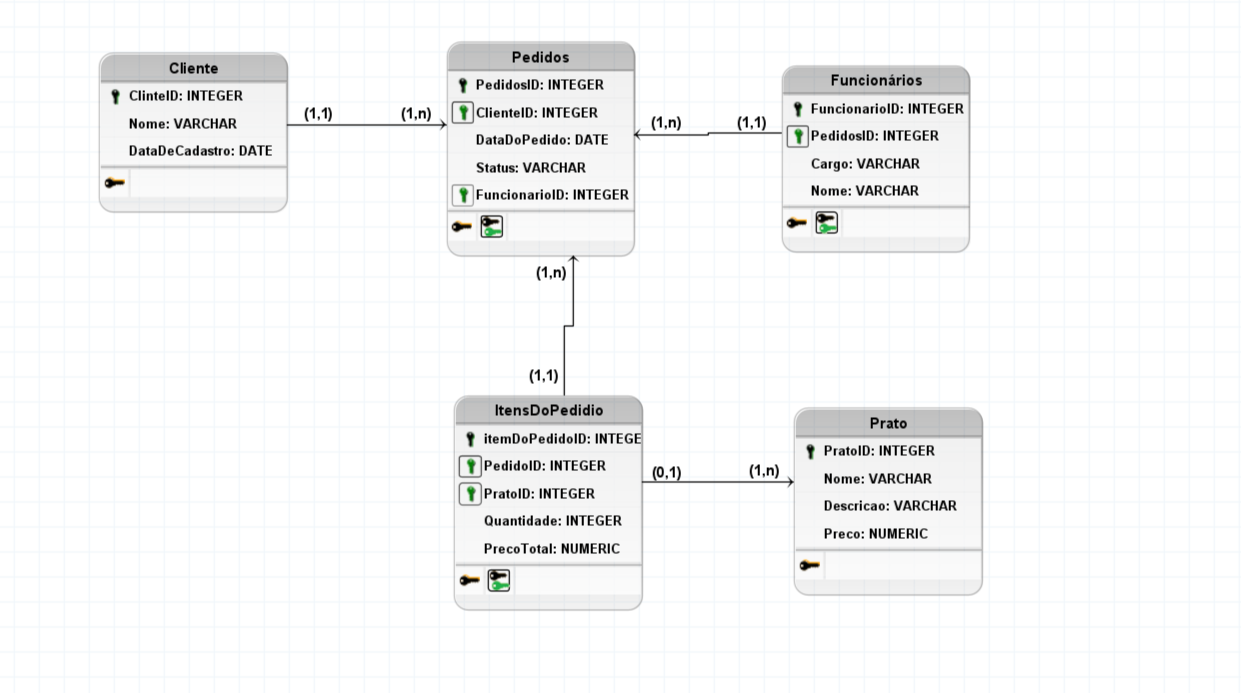 Cliente
ClinteID: INTEGER
Nome: VARCHAR
DataDeCadastro: DATE
(1,1)
(1,n)
Pedidos
PedidosID: INTEGER
ClienteID: INTEGER
DataDoPedido: DATE
Status: VARCHAR
FuncionarioID: INTEGER
(1,n)
(1,1)
Funcionários
FuncionarioID: INTEGER
PedidosID: INTEGER
Cargo: VARCHAR
Nome: VARCHAR
(1,n)
(1,1)
ItensDoPedidio
itemDoPedidoID: INTEGE
PedidoID: INTEGER
PratoID: INTEGER
Quantidade: INTEGER
PrecoTotal: NUMERIC
(0,1)
(1,n)
Prato
PratoID: INTEGER
Nome: VARCHAR
Descricao: VARCHAR
Preco: NUMERIC